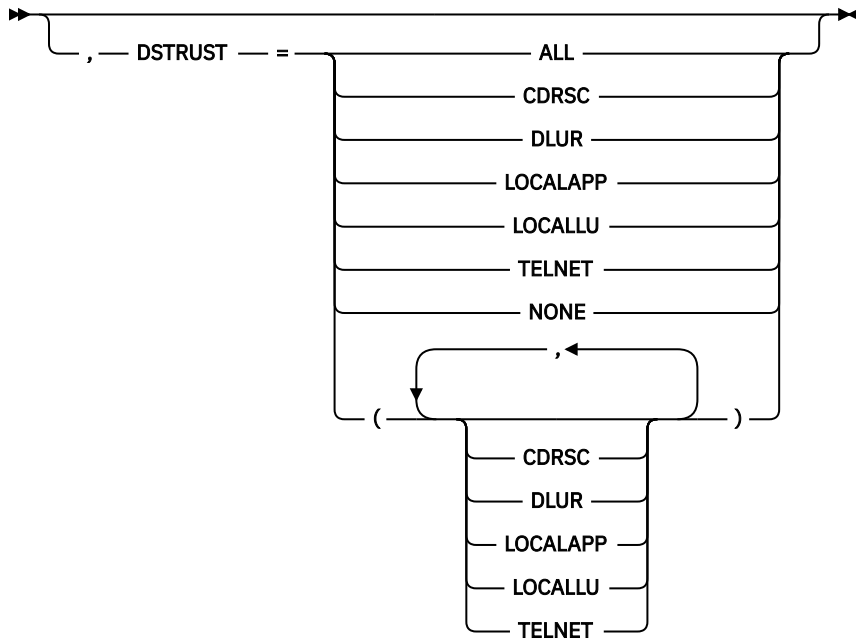 , DSTRUST = ALL
CDRSC
DLUR
LOCALAPP
LOCALLU
TELNET
NONE
,
( )
CDRSC
DLUR
LOCALAPP
LOCALLU
TELNET